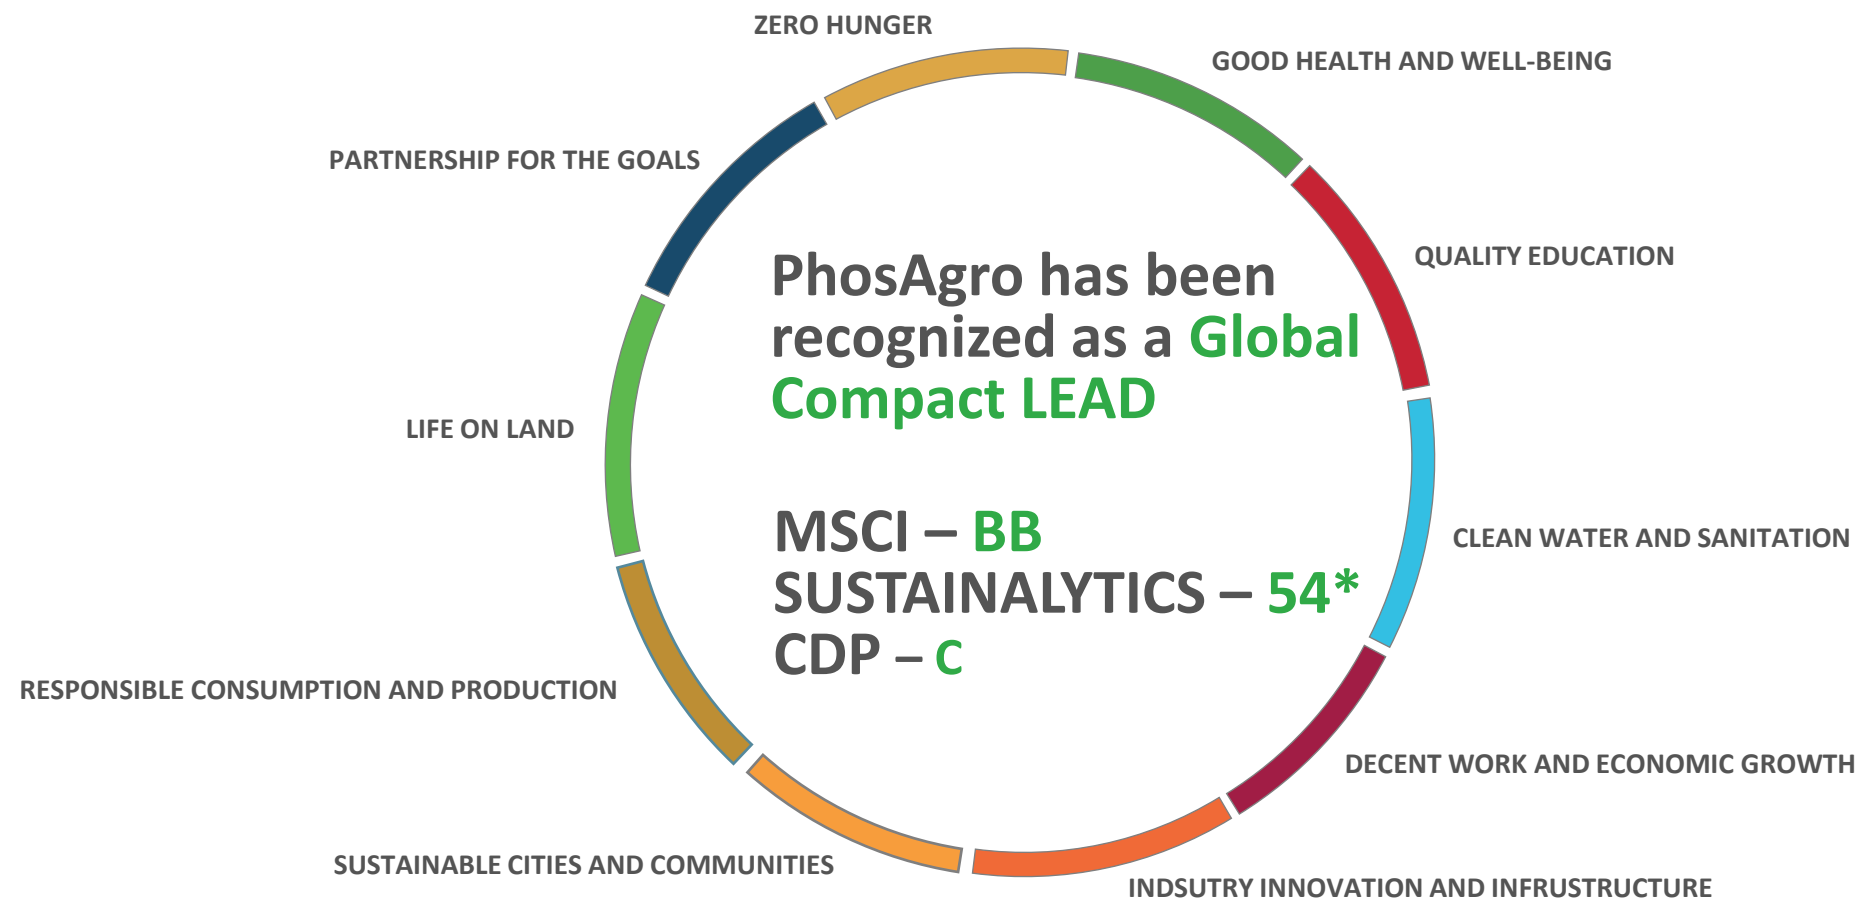 ZERO HUNGER
GOOD HEALTH AND WELL-BEING
PARTNERSHIP FOR THE GOALS
QUALITY EDUCATION
PhosAgro has been
recognized as a Global
Compact LEAD
LIFE ON LAND
MSCI – BB
CLEAN WATER AND SANITATION
SUSTAINALYTICS – 54*
CDP – C
RESPONSIBLE CONSUMPTION AND PRODUCTION
DECENT WORK AND ECONOMIC GROWTH
SUSTAINABLE CITIES AND COMMUNITIES
INDSUTRY INNOVATION AND INFRUSTRUCTURE